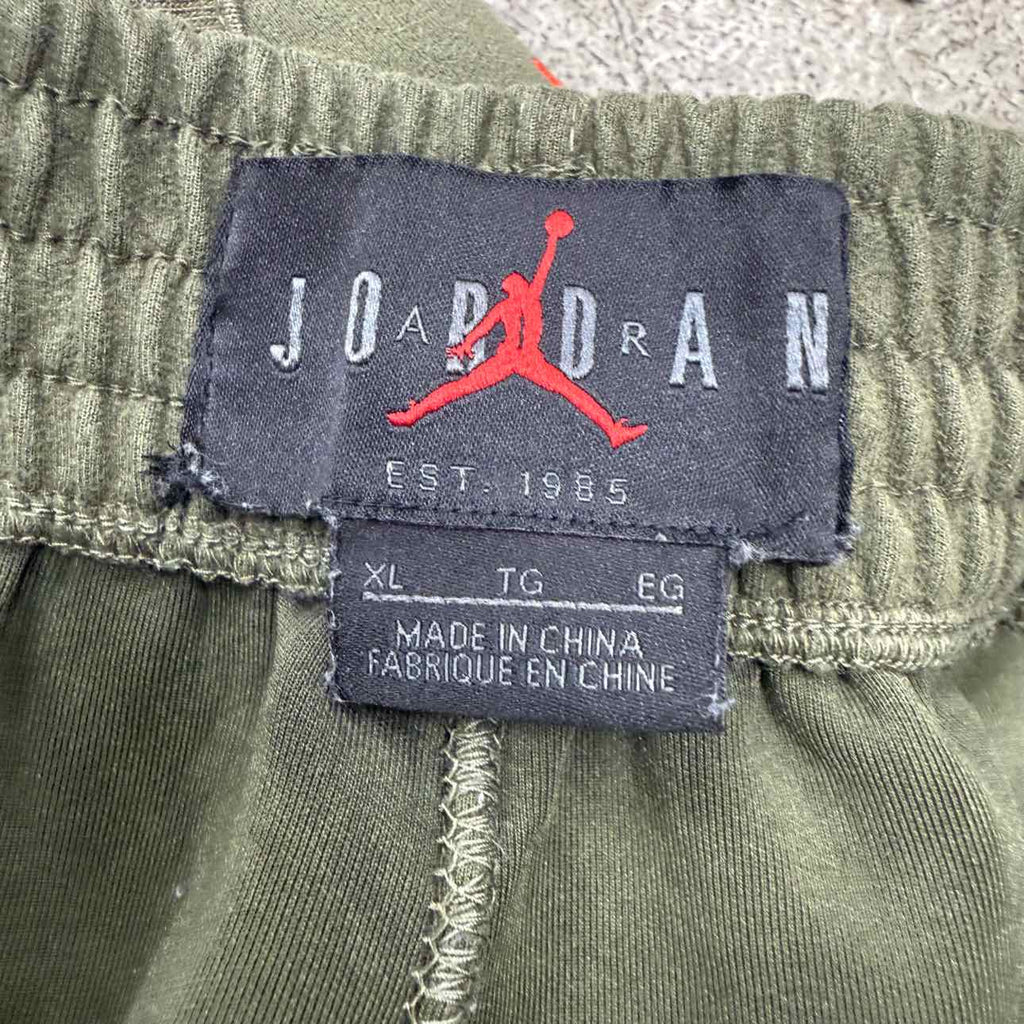 JORDAN
AIR
EST. 1985
XL TG EG
MADE IN CHINA
FABRIQUE EN CHINE